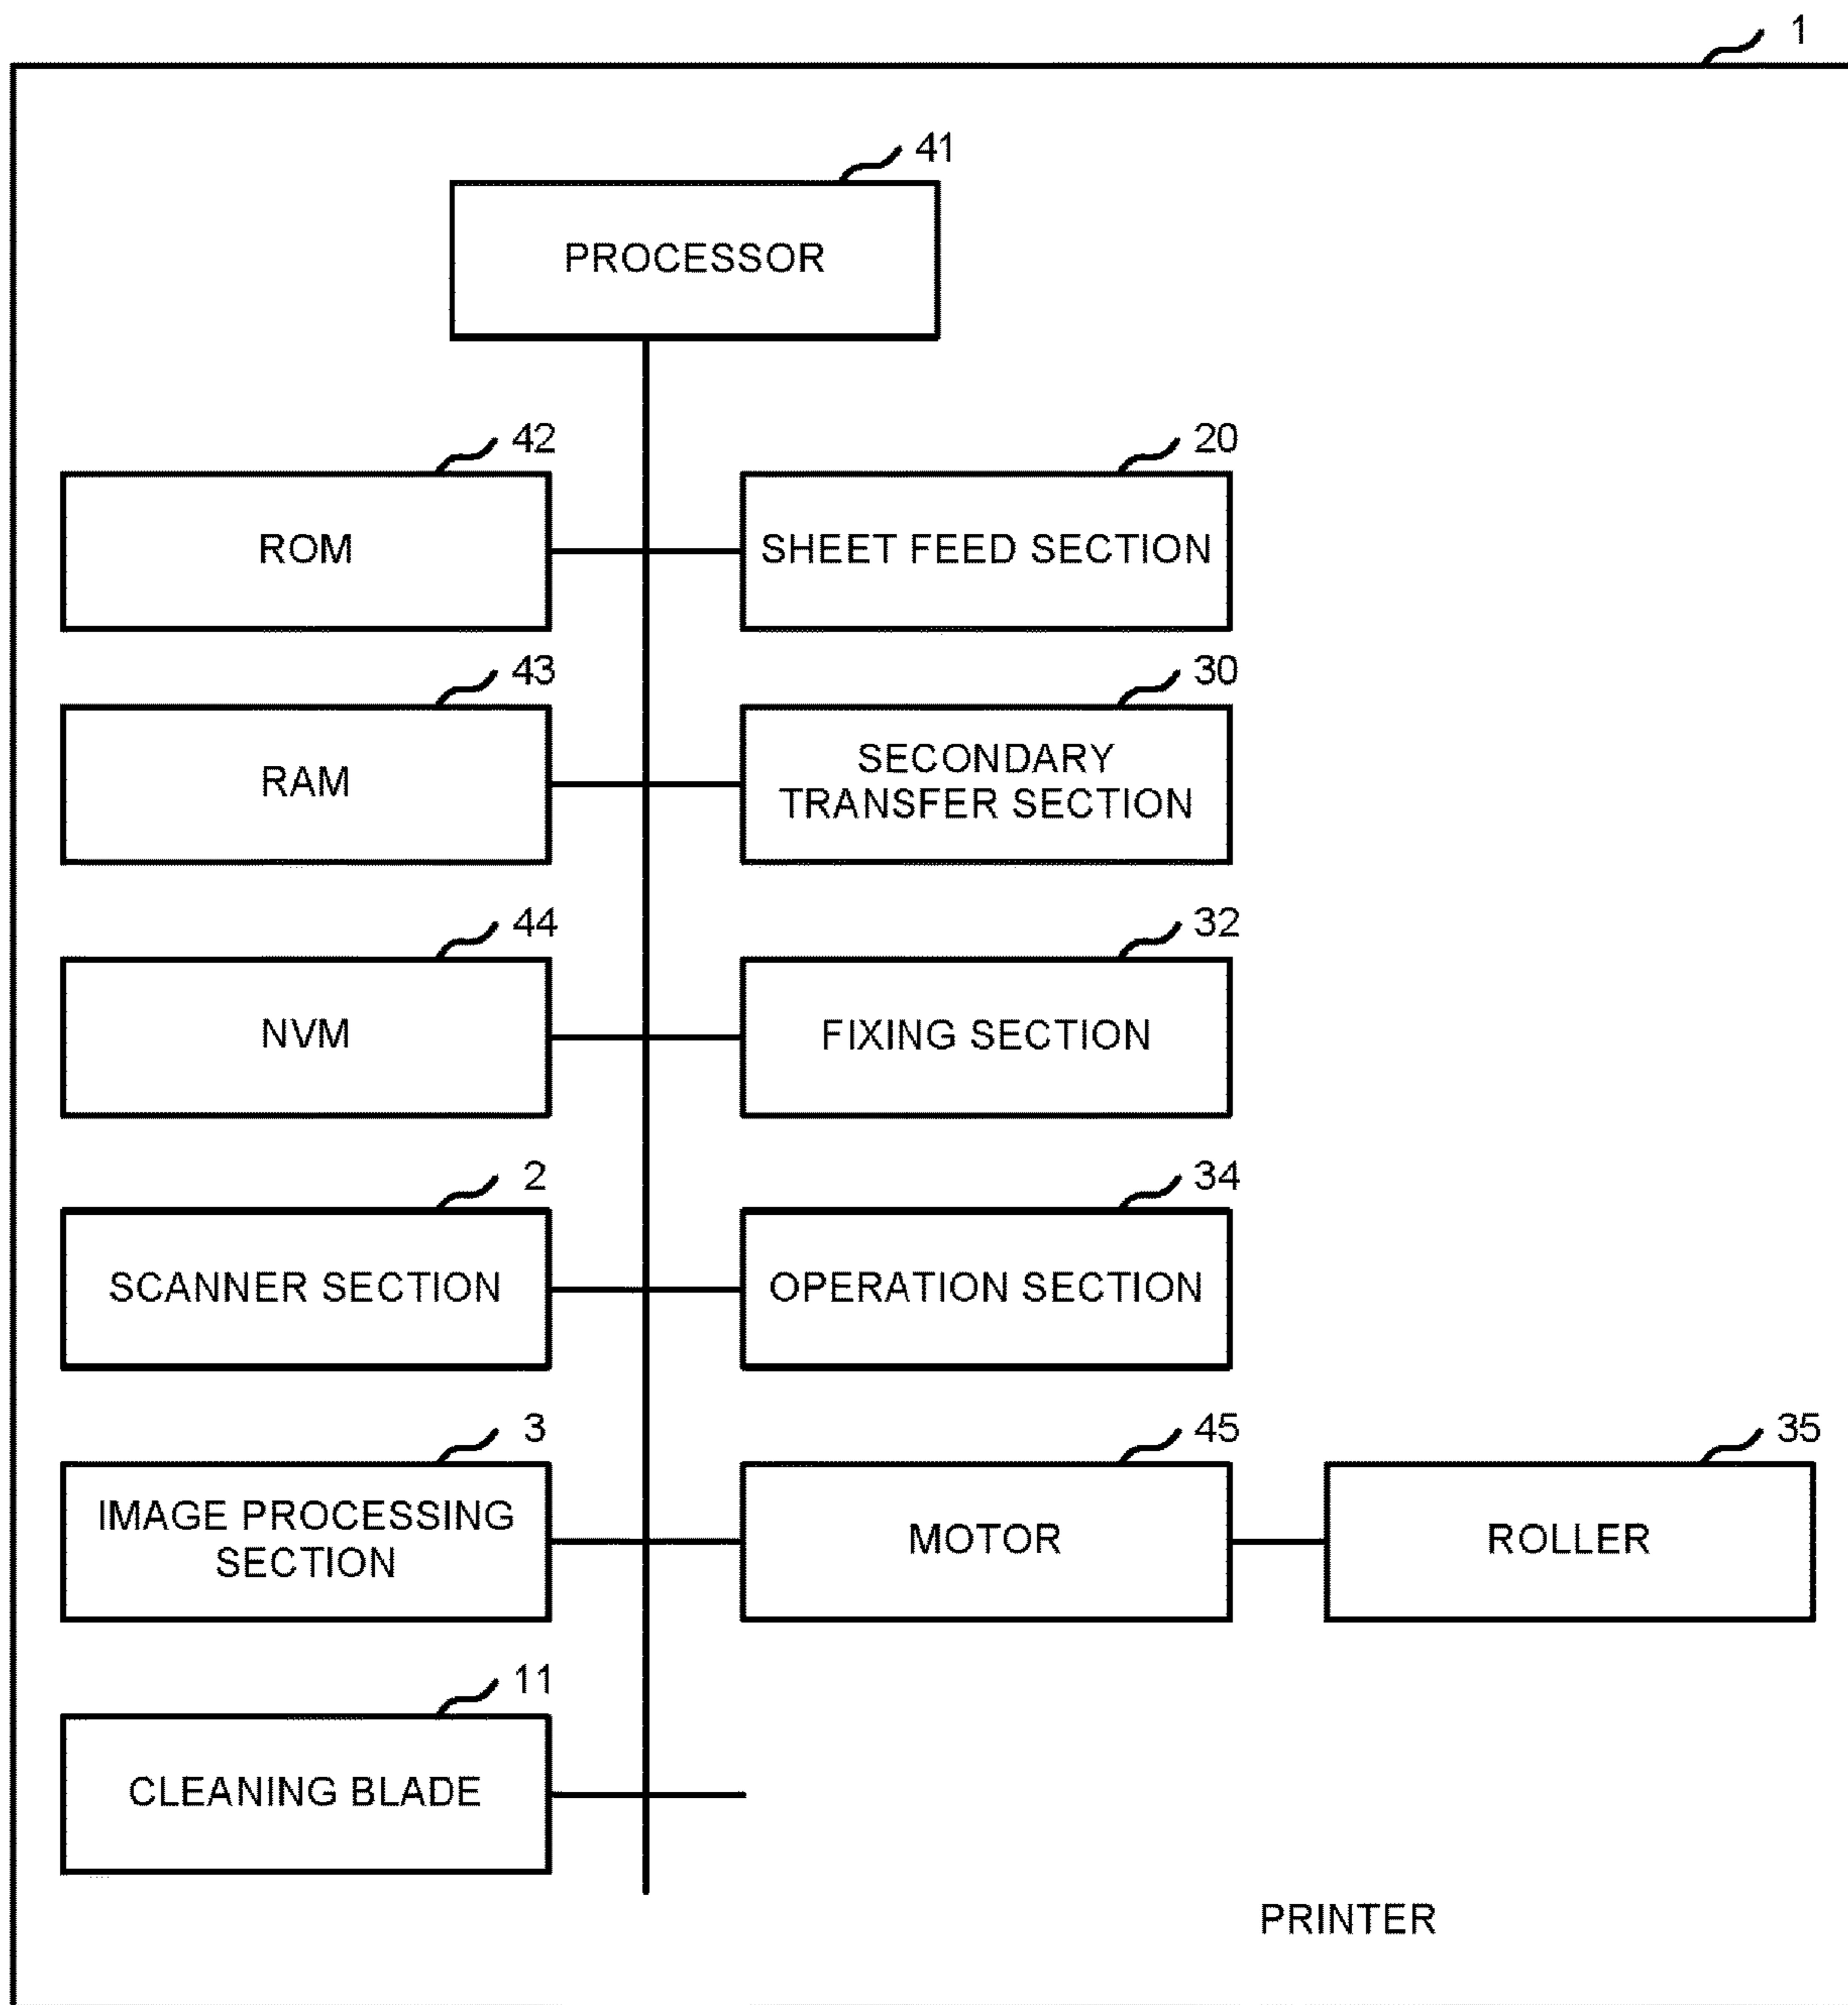 1
41
PROCESSOR
42
ROM
20
SHEET FEED SECTION
43
RAM
30
SECONDARY
TRANSFER SECTION
44
NVM
32
FIXING SECTION
2
SCANNER SECTION
34
OPERATION SECTION
3
IMAGE PROCESSING
SECTION
45
MOTOR
35
ROLLER
11
CLEANING BLADE
PRINTER